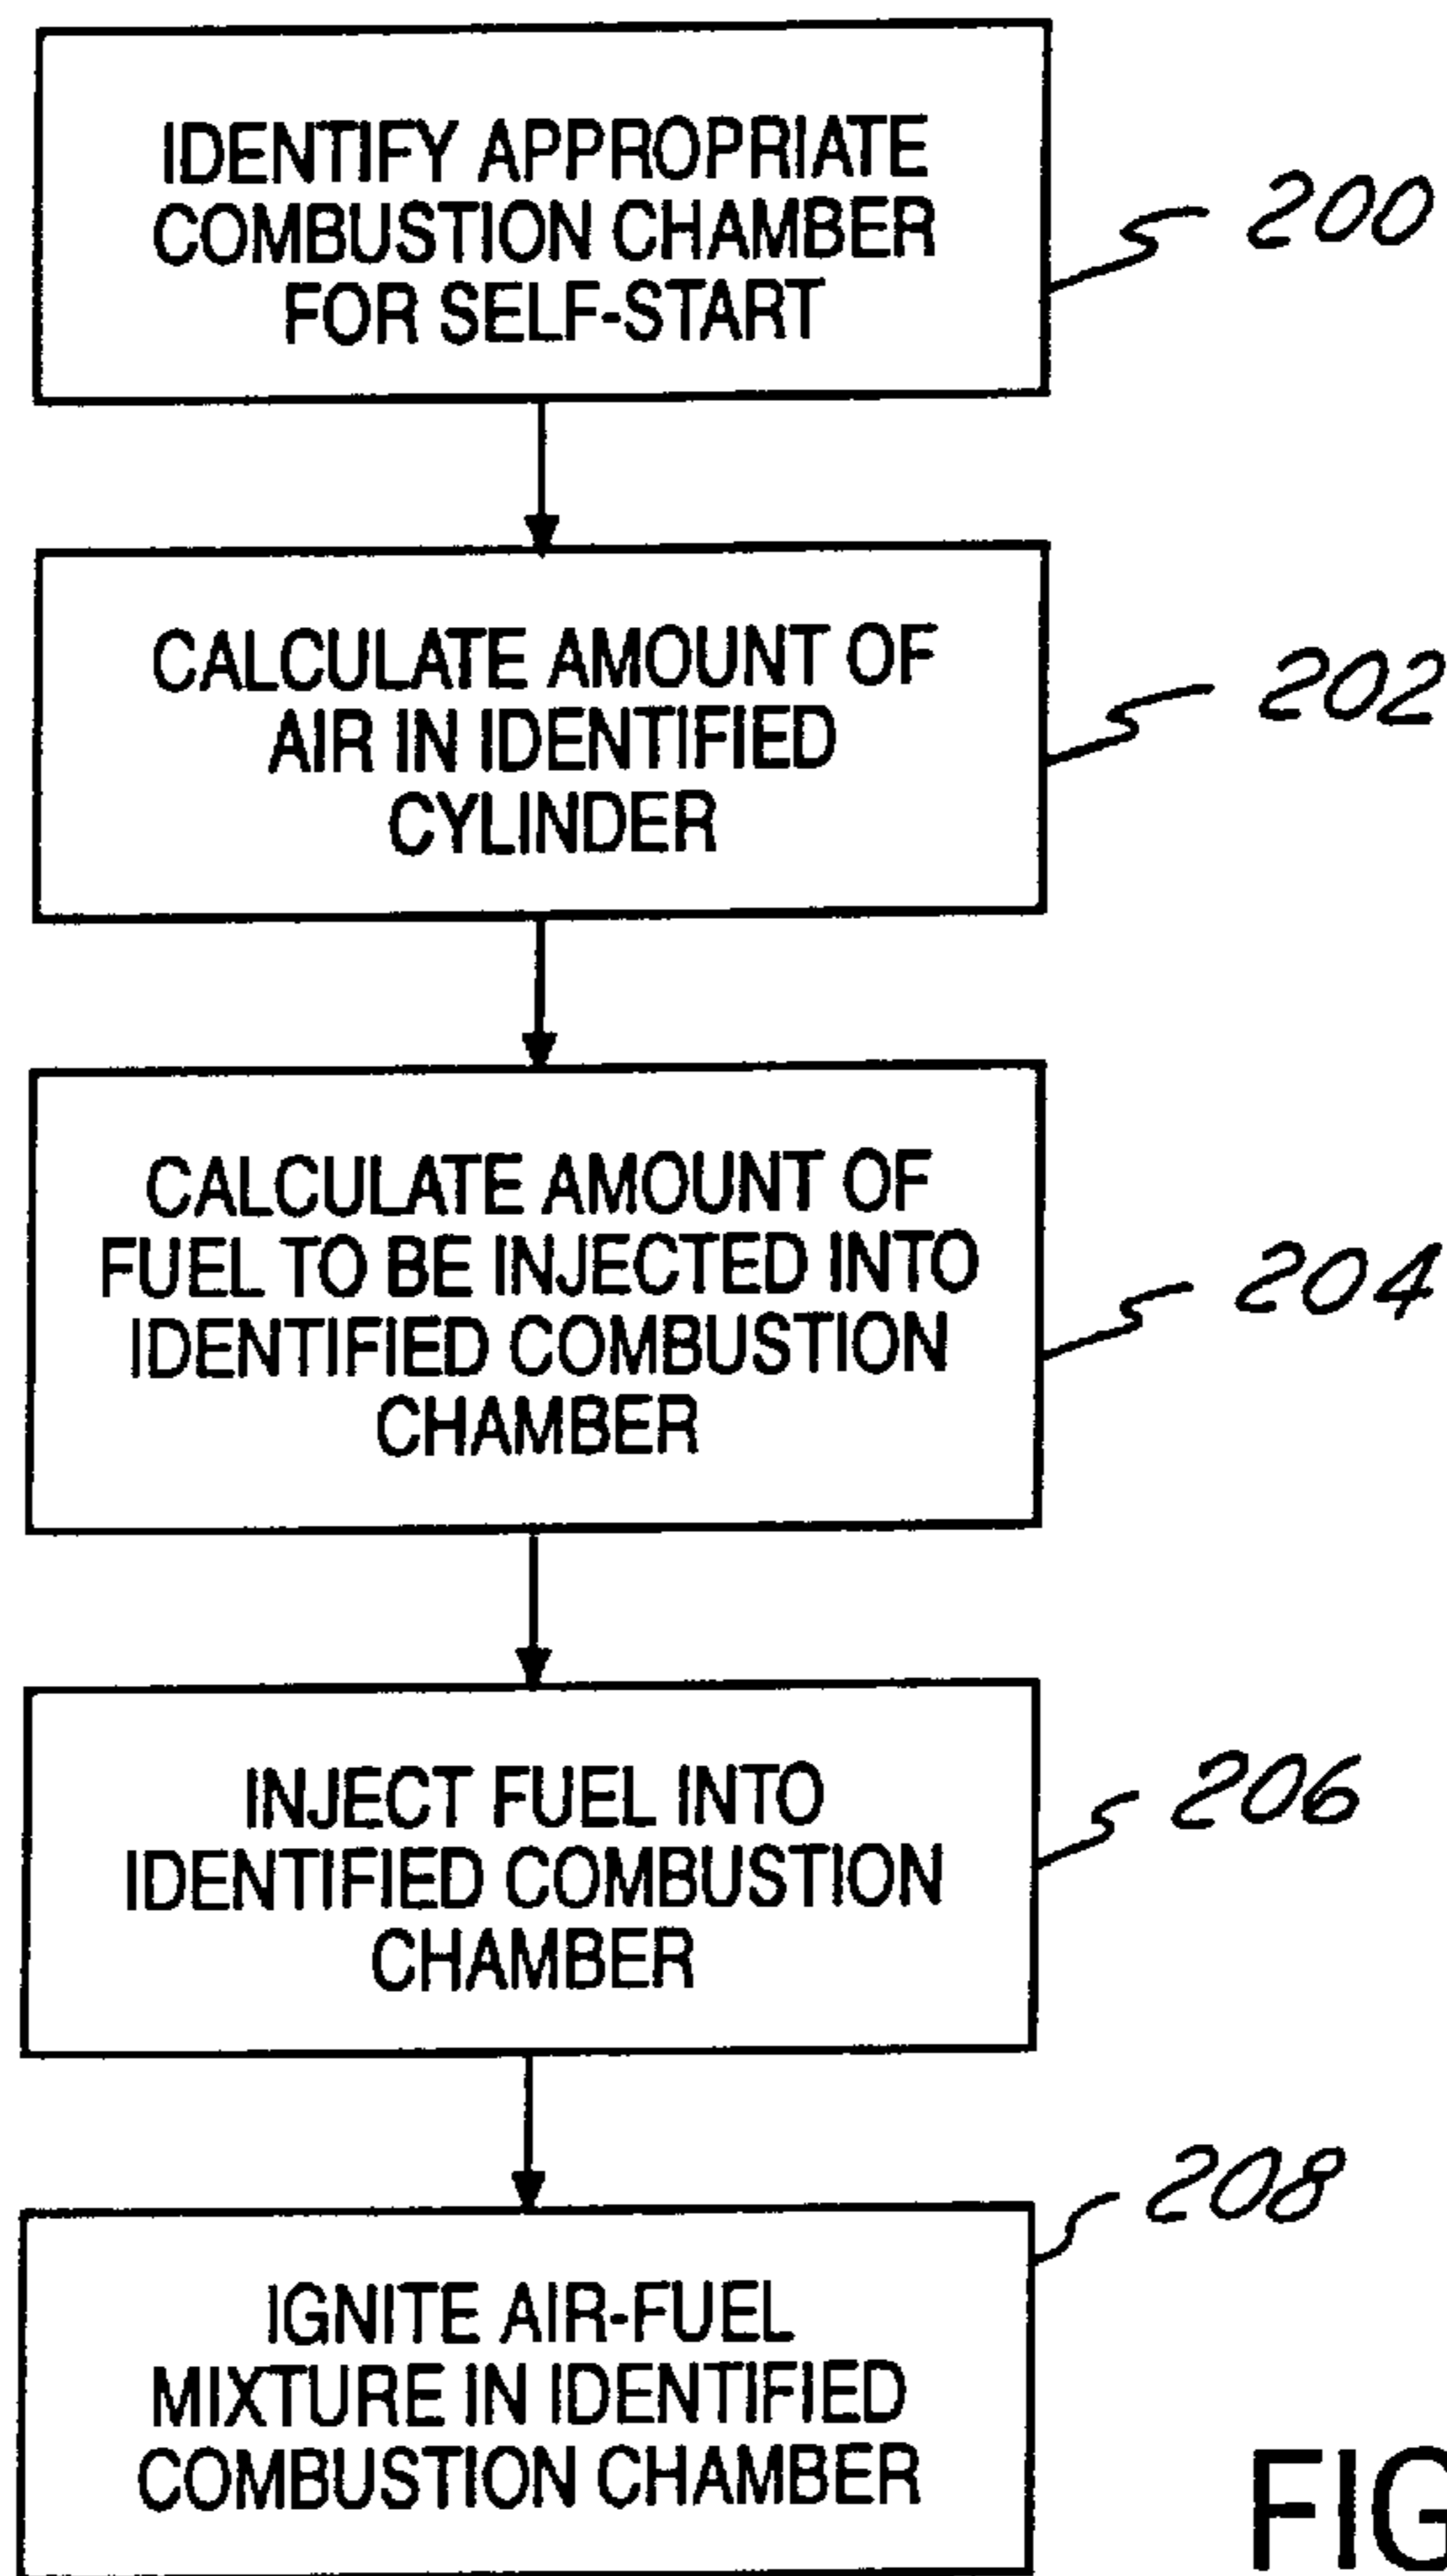 IDENTIFY APPROPRIATE
COMBUSTION CHAMBER
FOR SELF-START
200
CALCULATE AMOUNT OF
AIR IN IDENTIFIED
CYLINDER
202
CALCULATE AMOUNT OF
FUEL TO BE INJECTED INTO
IDENTIFIED COMBUSTION
CHAMBER
204
INJECT FUEL INTO
IDENTIFIED COMBUSTION
CHAMBER
206
IGNITE AIR-FUEL
MIXTURE IN IDENTIFIED
COMBUSTION CHAMBER
208
FIG